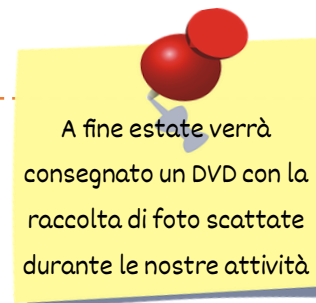 A fine estate verrà
consegnato un DVD con la
raccolta di foto scattate
durante le nostre attività